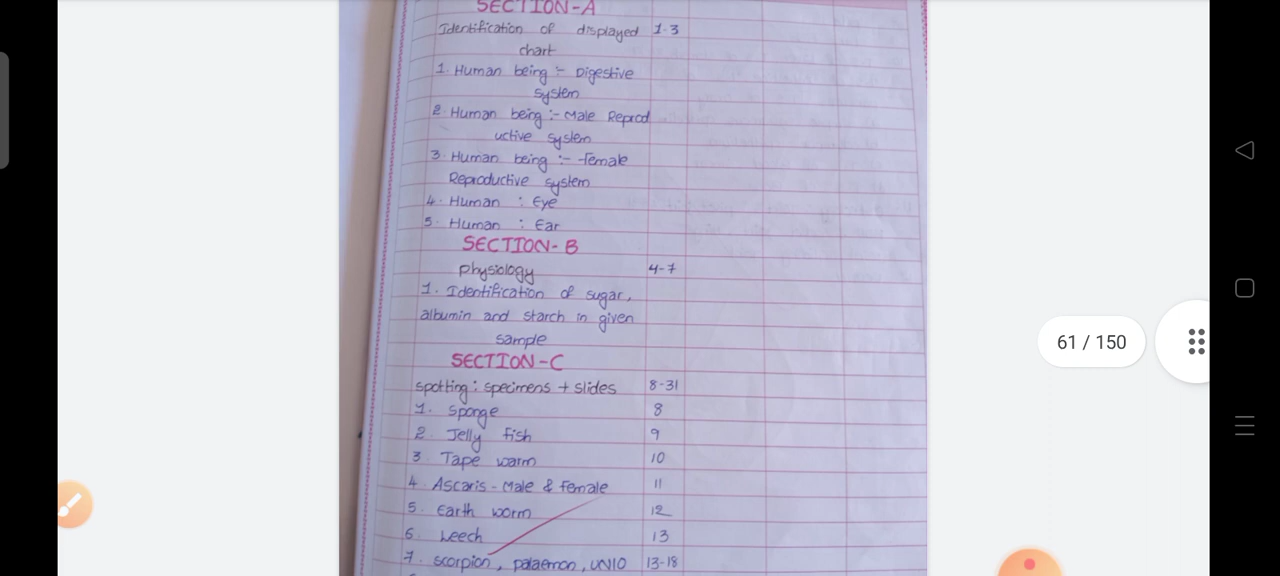 SECTION-A
Identification of displayed 1-3
chart
1. Human being :- Digestive
system
2. Human being :- Male Reprod
uctive system
3. Human being :- female
Reproductive system
4. Human : Eye
5. Human : Ear
SECTION-B
physiology 4-7
1. Identification of sugar,
albumin and starch in given
sample
SECTION-C
spotting : specimens + slides 8-31
1. Sponge 8
2 Jelly fish 9
3 Tape warm 10
4. Ascaris - Male & female 11
5. Earth worm 12
6. Leech 13
7. scorpion, palaemon, UNIO 13-18
61 / 150